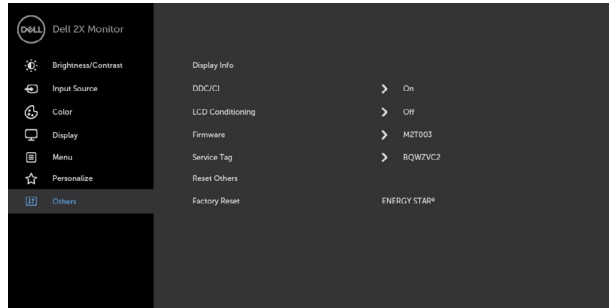 DELL Dell 2X Monitor
Brightness/Contrast Display Info
Input Source DDC/CI On
Color LCD Conditioning Off
Display Firmware M2T003
Menu Service Tag BQWZVC2
Personalize Reset Others
Others Factory Reset ENERGY STAR®